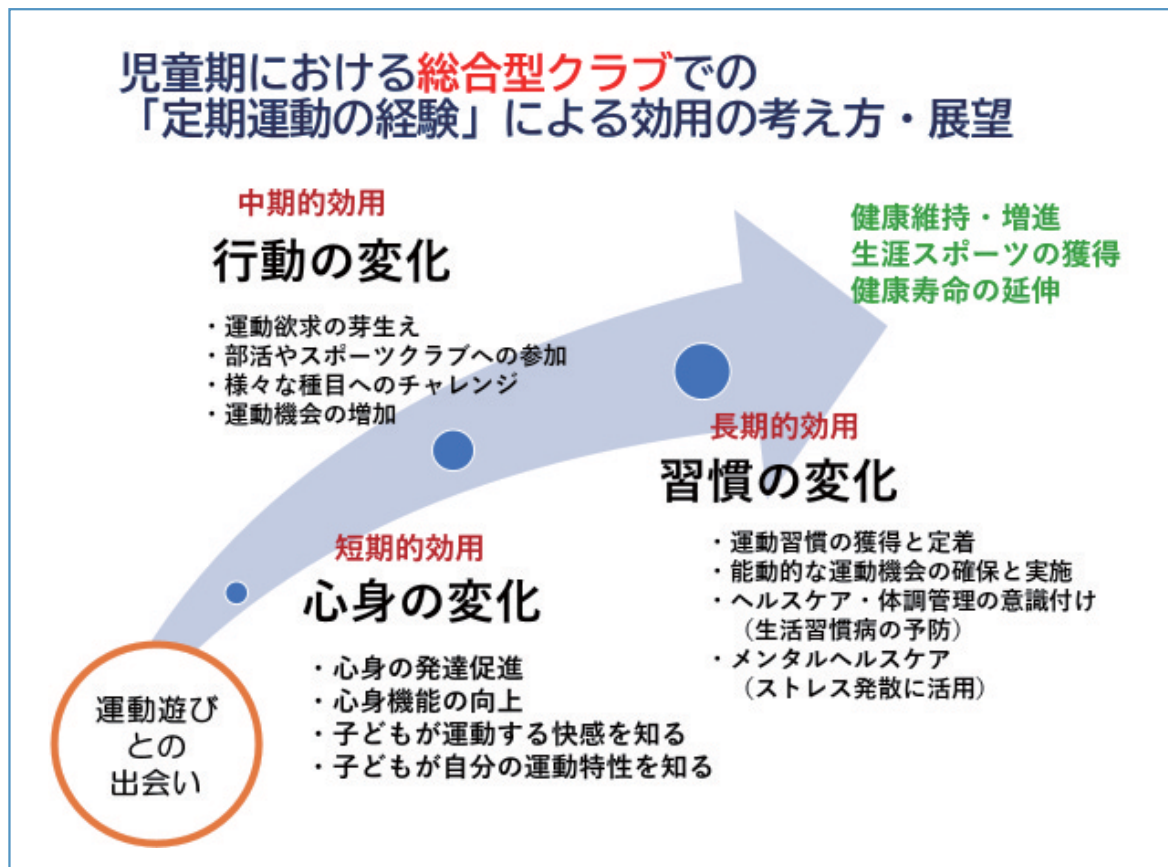 児童期における総合型クラブでの
「定期運動の経験」による効用の考え方・展望
中期的効用
行動の変化
・運動欲求の芽生え
・部活やスポーツクラブへの参加
・様々な種目へのチャレンジ
・運動機会の増加
健康維持・増進
生涯スポーツの獲得
健康寿命の延伸
長期的効用
習慣の変化
・運動習慣の獲得と定着
・能動的な運動機会の確保と実施
・ヘルスケア・体調管理の意識付け
（生活習慣病の予防）
・メンタルヘルスケア
（ストレス発散に活用）
短期的効用
心身の変化
・心身の発達促進
・心身機能の向上
・子どもが運動する快感を知る
・子どもが自分の運動特性を知る
運動遊び
との
出会い